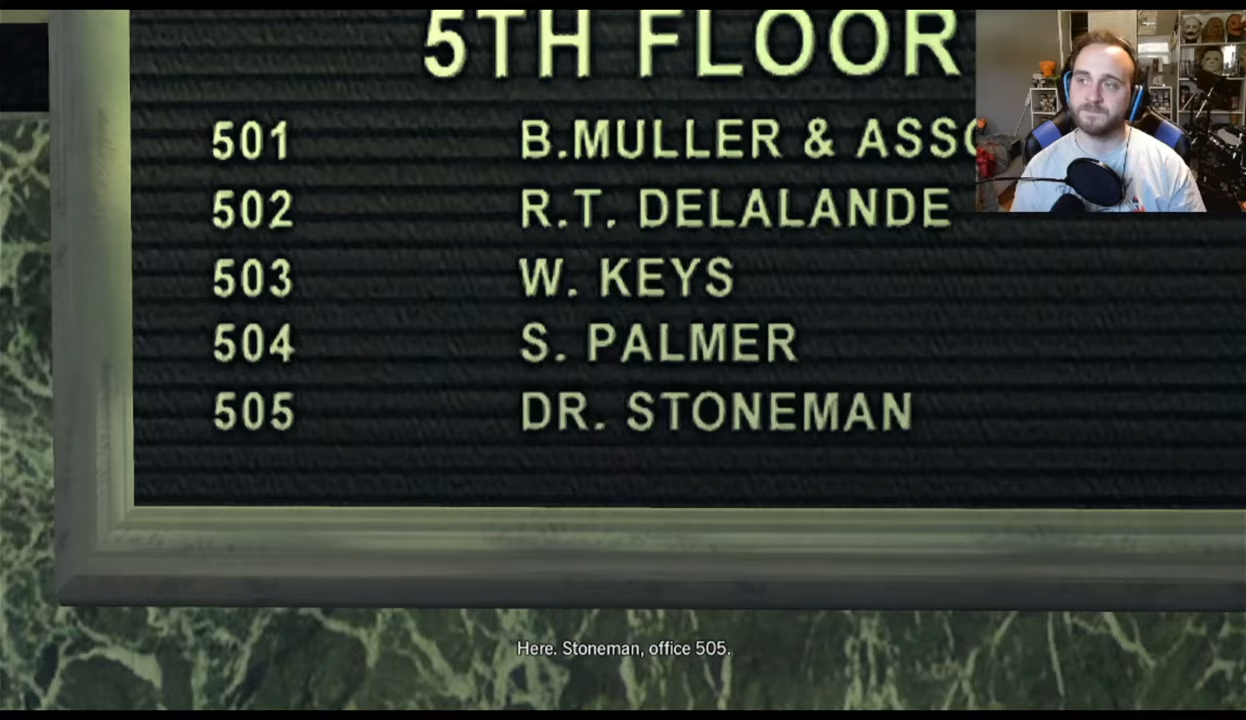 5TH FLOOR
501 B.MULLER & ASSO
502 R.T. DELALANDE
503 W. KEYS
504 S. PALMER
505 DR. STONEMAN
Here. Stoneman, office 505.